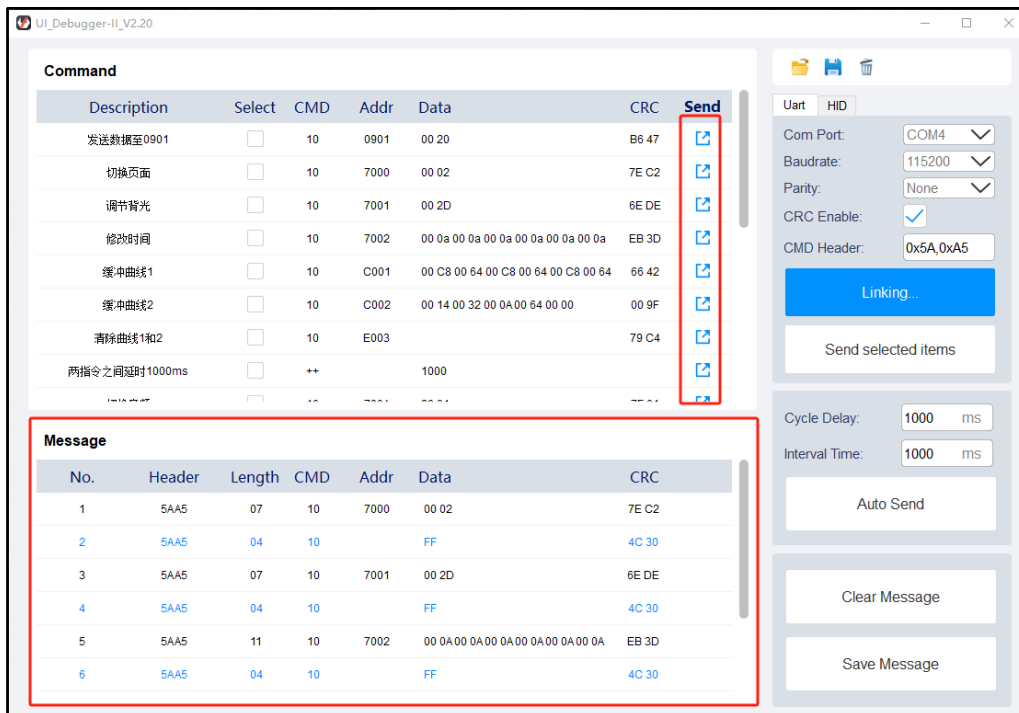 UI_Debugger-II_V2.20
Command
Description Select CMD Addr Data CRC Send
发送数据至0901 10 0901 00 20 B6 47
切换页面 10 7000 00 02 7E C2
调节背光 10 7001 00 2D 6E DE
修改时间 10 7002 00 0a 00 0a 00 0a 00 0a 00 0a 00 0a EB 3D
缓冲曲线1 10 C001 00 C8 00 64 00 C8 00 64 00 C8 00 64 66 42
缓冲曲线2 10 C002 00 14 00 32 00 0A 00 64 00 00 00 9F
清除曲线1和2 10 E003 79 C4
两指令之间延时1000ms ++ 1000
Message
No. Header Length CMD Addr Data CRC
1 5AA5 07 10 7000 00 02 7E C2
2 5AA5 04 10 FF 4C 30
3 5AA5 07 10 7001 00 2D 6E DE
4 5AA5 04 10 FF 4C 30
5 5AA5 11 10 7002 00 0A 00 0A 00 0A 00 0A 00 0A 00 0A EB 3D
6 5AA5 04 10 FF 4C 30
Uart HID
Com Port: COM4
Baudrate: 115200
Parity: None
CRC Enable:
CMD Header: 0x5A,0xA5
Linking...
Send selected items
Cycle Delay: 1000 ms
Interval Time: 1000 ms
Auto Send
Clear Message
Save Message